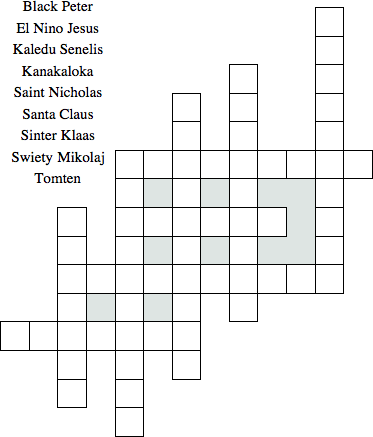 Black Peter
El Nino Jesus
Kaledu Senelis
Kanakaloka
Saint Nicholas
Santa Claus
Sinter Klaas
Swiety Mikolaj
Tomten